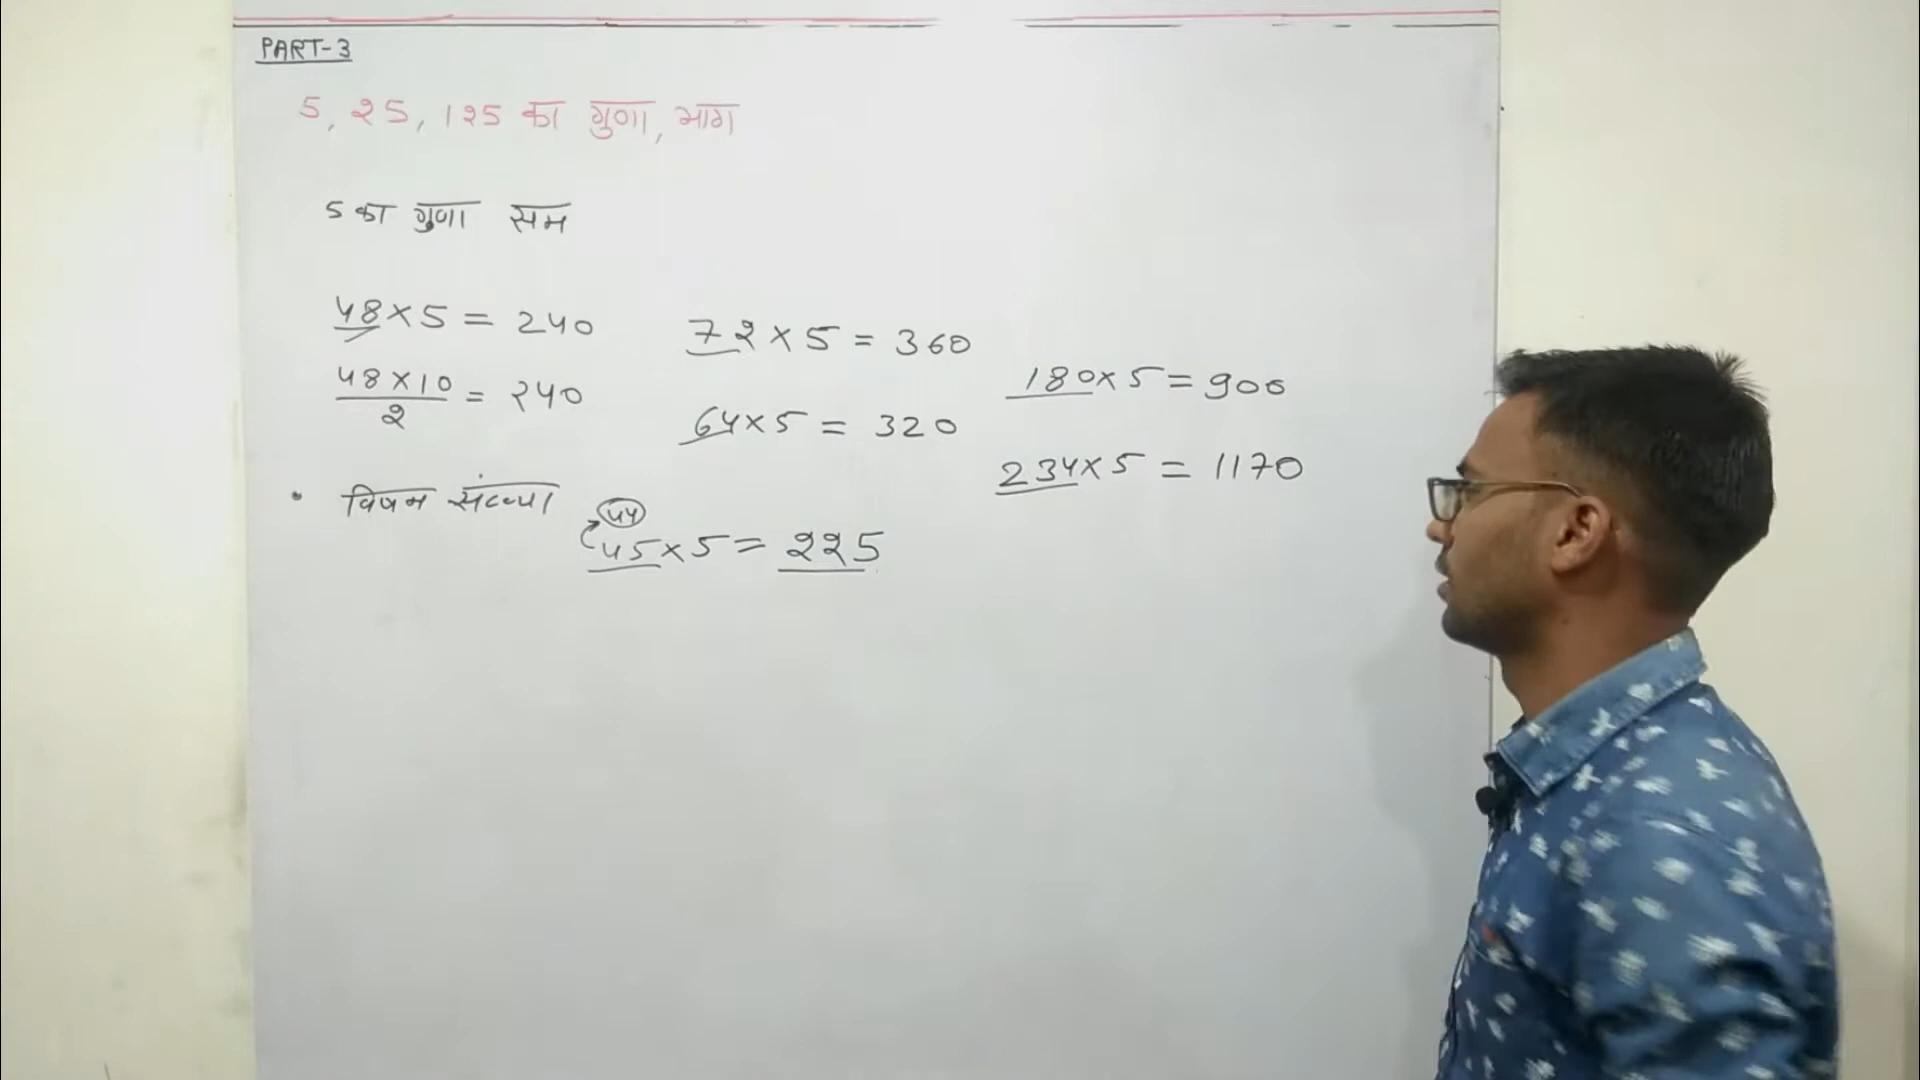 PART-3
5, 25, 125 का गुणा, भाग
5 का गुणा सम
48×5 = 240
48×10/2 = 240
72×5 = 360
64×5 = 320
180×5 = 900
234×5 = 1170
• विषम संख्या
44
45×5 = 225